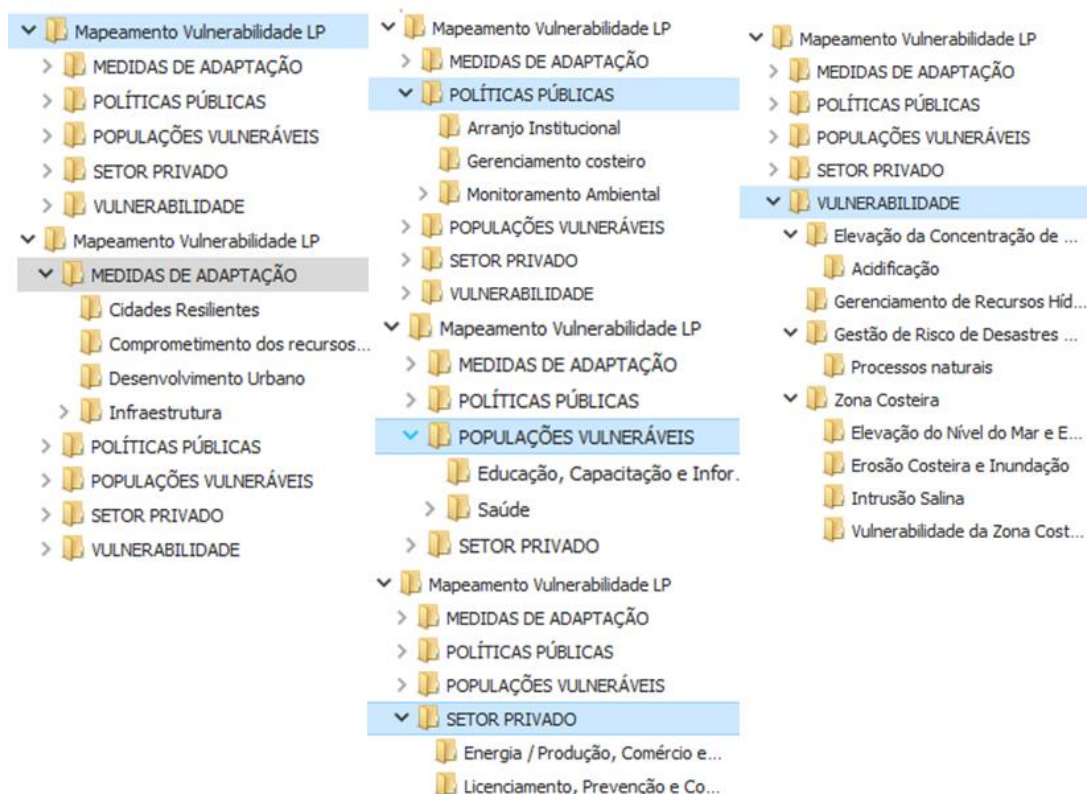 Mapeamento Vulnerabilidade LP
MEDIDAS DE ADAPTAÇÃO
POLÍTICAS PÚBLICAS
POPULAÇÕES VULNERÁVEIS
SETOR PRIVADO
VULNERABILIDADE
Mapeamento Vulnerabilidade LP
MEDIDAS DE ADAPTAÇÃO
Cidades Resilientes
Comprometimento dos recursos...
Desenvolvimento Urbano
Infraestrutura
POLÍTICAS PÚBLICAS
POPULAÇÕES VULNERÁVEIS
SETOR PRIVADO
VULNERABILIDADE
Mapeamento Vulnerabilidade LP
MEDIDAS DE ADAPTAÇÃO
POLÍTICAS PÚBLICAS
Arranjo Institucional
Gerenciamento costeiro
Monitoramento Ambiental
POPULAÇÕES VULNERÁVEIS
SETOR PRIVADO
VULNERABILIDADE
Mapeamento Vulnerabilidade LP
MEDIDAS DE ADAPTAÇÃO
POLÍTICAS PÚBLICAS
POPULAÇÕES VULNERÁVEIS
Educação, Capacitação e Infor.
Saúde
SETOR PRIVADO
Mapeamento Vulnerabilidade LP
MEDIDAS DE ADAPTAÇÃO
POLÍTICAS PÚBLICAS
POPULAÇÕES VULNERÁVEIS
SETOR PRIVADO
Energia / Produção, Comércio e...
Licenciamento, Prevenção e Co...
Mapeamento Vulnerabilidade LP
MEDIDAS DE ADAPTAÇÃO
POLÍTICAS PÚBLICAS
POPULAÇÕES VULNERÁVEIS
SETOR PRIVADO
VULNERABILIDADE
Elevação da Concentração de ...
Acidificação
Gerenciamento de Recursos Híd...
Gestão de Risco de Desastres ...
Processos naturais
Zona Costeira
Elevação do Nível do Mar e E...
Erosão Costeira e Inundação
Intrusão Salina
Vulnerabilidade da Zona Cost...